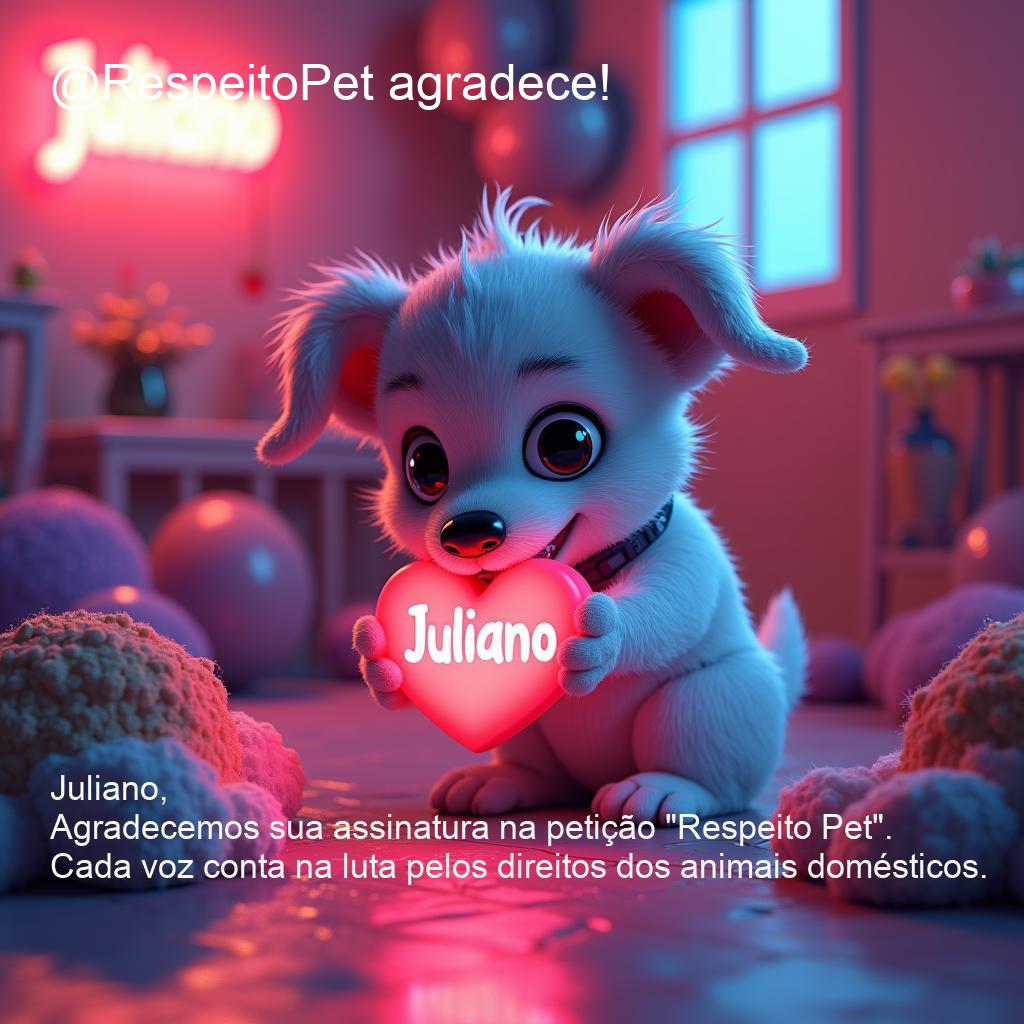 @RespeitoPet agradece!
Juliano
Juliano
Juliano,
Agradecemos sua assinatura na petição "Respeito Pet".
Cada voz conta na luta pelos direitos dos animais domésticos.